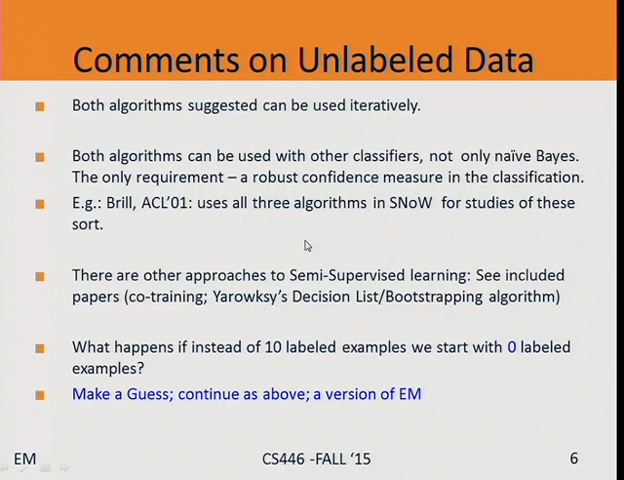 Comments on Unlabeled Data
Both algorithms suggested can be used iteratively.
Both algorithms can be used with other classifiers, not only naïve Bayes.
The only requirement – a robust confidence measure in the classification.
E.g.: Brill, ACL'01: uses all three algorithms in SNoW for studies of these
sort.
There are other approaches to Semi-Supervised learning: See included
papers (co-training; Yarowksy's Decision List/Bootstrapping algorithm)
What happens if instead of 10 labeled examples we start with 0 labeled
examples?
Make a Guess; continue as above; a version of EM
EM
CS446 -FALL ‘15
6